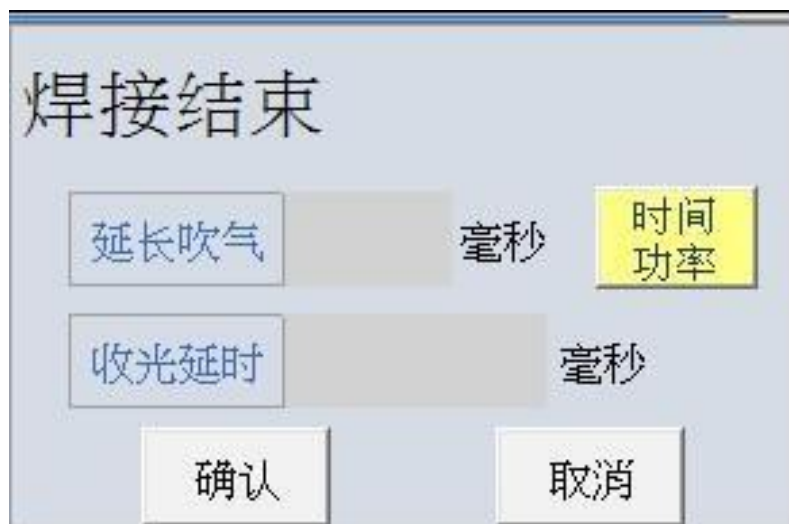 焊接结束
延长吹气 毫秒 时间
功率
收光延时 毫秒
确认 取消